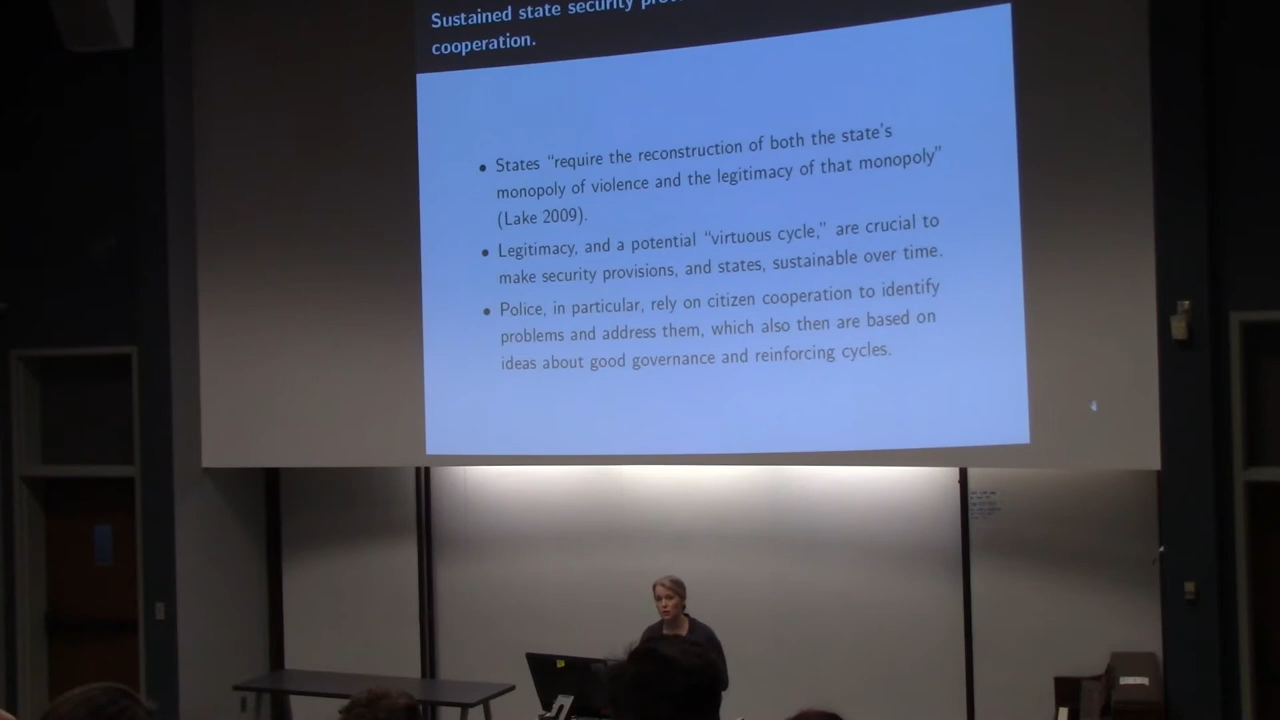 Sustained state security
cooperation.
• States “require the reconstruction of both the state’s
monopoly of violence and the legitimacy of that monopoly”
(Lake 2009).
• Legitimacy, and a potential “virtuous cycle,” are crucial to
make security provisions, and states, sustainable over time.
• Police, in particular, rely on citizen cooperation to identify
problems and address them, which also then are based on
ideas about good governance and reinforcing cycles.